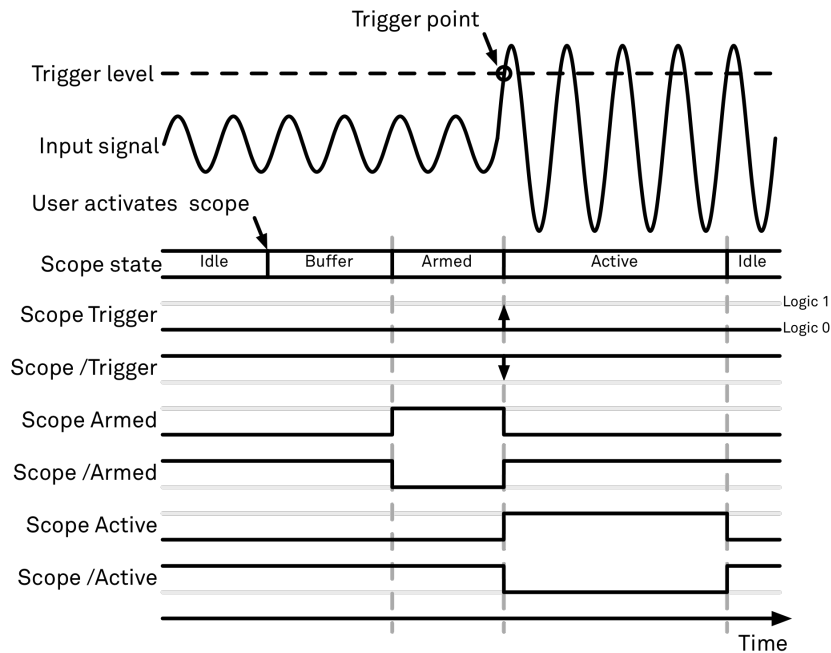 Trigger point
Trigger level
Input signal
User activates scope
Scope state
Idle
Buffer
Armed
Active
Idle
Scope Trigger
Logic 1
Logic 0
Scope /Trigger
Scope Armed
Scope /Armed
Scope Active
Scope /Active
Time